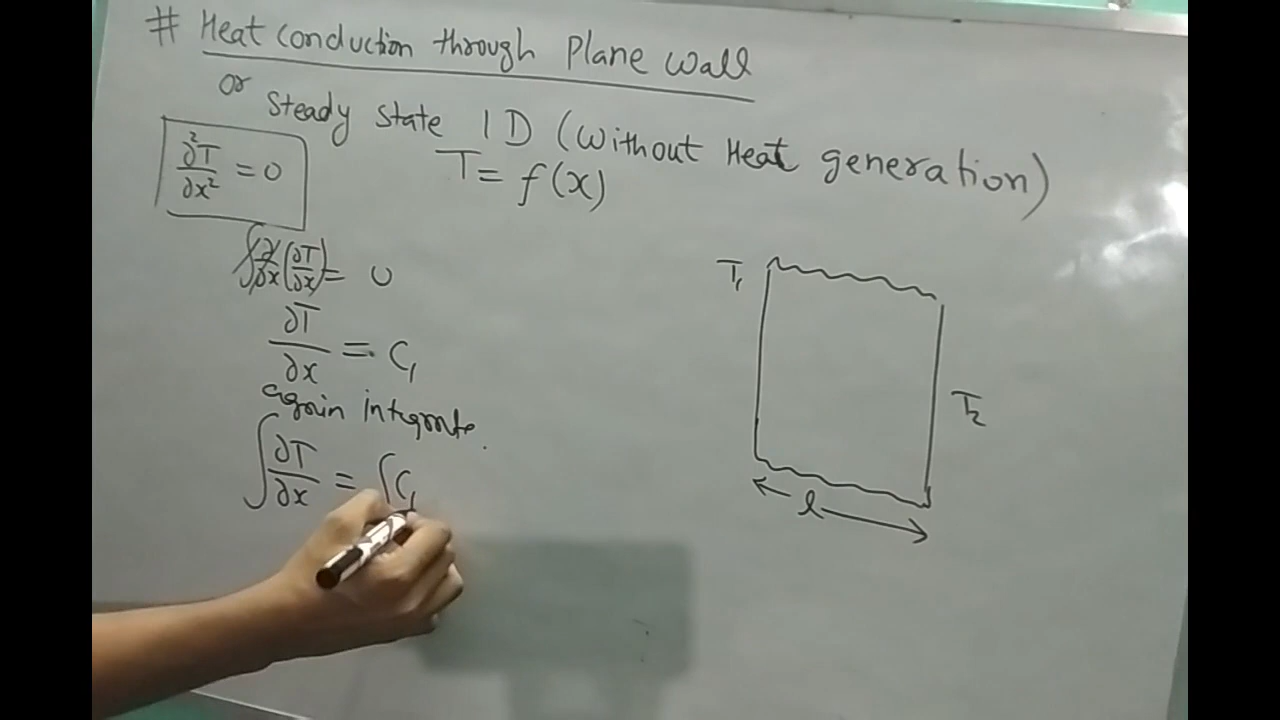 # Heat conduction through Plane wall
or Steady state 1D (without Heat generation)
∂²T/∂x² = 0
T = f(x)
∫∂/∂x(∂T/∂x) = 0
∂T/∂x = C₁
again integrate.
∫∂T/∂x = ∫C₁
T₁
T₂
l